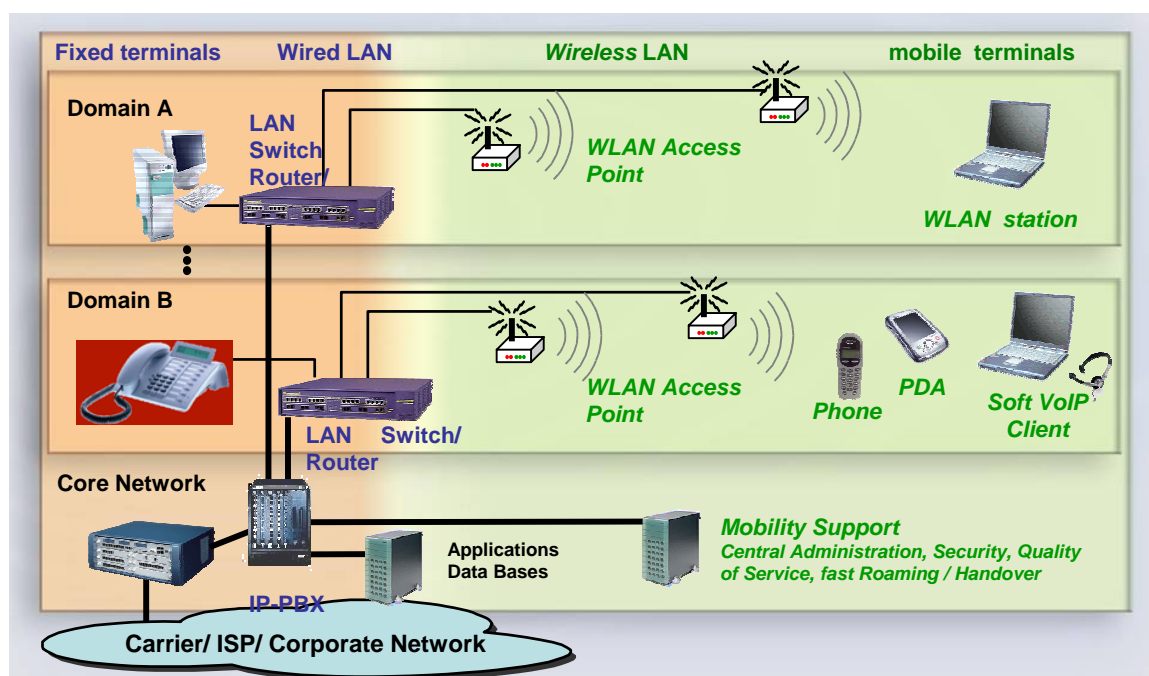 Fixed terminals
Wired LAN
Wireless LAN
mobile terminals
Domain A
LAN
Switch
Router/
WLAN Access
Point
WLAN station
Domain B
WLAN Access
Point
Phone
PDA
Soft VoIP
Client
LAN Switch/
Router
Core Network
Applications
Data Bases
Mobility Support
Central Administration, Security, Quality
of Service, fast Roaming / Handover
IP-PBX
Carrier/ ISP/ Corporate Network